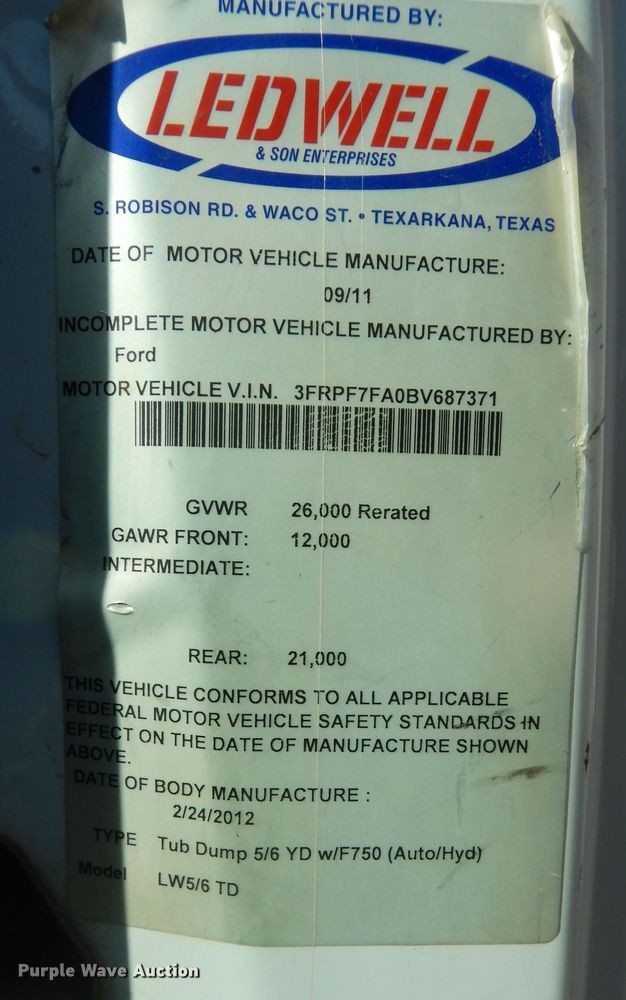 MANUFACTURED BY:
LEDWELL
& SON ENTERPRISES
S. ROBISON RD. & WACO ST. • TEXARKANA, TEXAS
DATE OF MOTOR VEHICLE MANUFACTURE:
09/11
INCOMPLETE MOTOR VEHICLE MANUFACTURED BY:
Ford
MOTOR VEHICLE V.I.N. 3FRPF7FA0BV687371
GVWR 26,000 Rerated
GAWR FRONT: 12,000
INTERMEDIATE:
REAR: 21,000
THIS VEHICLE CONFORMS TO ALL APPLICABLE
FEDERAL MOTOR VEHICLE SAFETY STANDARDS IN
EFFECT ON THE DATE OF MANUFACTURE SHOWN
ABOVE.
DATE OF BODY MANUFACTURE :
2/24/2012
TYPE Tub Dump 5/6 YD w/F750 (Auto/Hyd)
Model LW5/6 TD
Purple Wave Auction